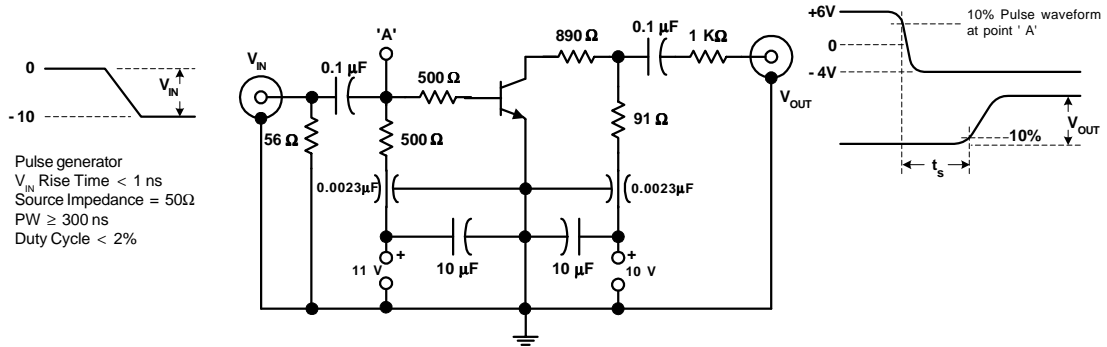 0
V_IN
- 10
Pulse generator
V_IN Rise Time < 1 ns
Source Impedance = 50Ω
PW ≥ 300 ns
Duty Cycle < 2%
V_IN
0.1 µF
'A'
500 Ω
56 Ω
500 Ω
0.0023µF
10 µF
11 V
+
890 Ω
0.1 µF
1 KΩ
V_OUT
91 Ω
0.0023µF
10 µF
+
10 V
+6V
0
- 4V
10% Pulse waveform
at point ' A'
10%
V_OUT
t_s